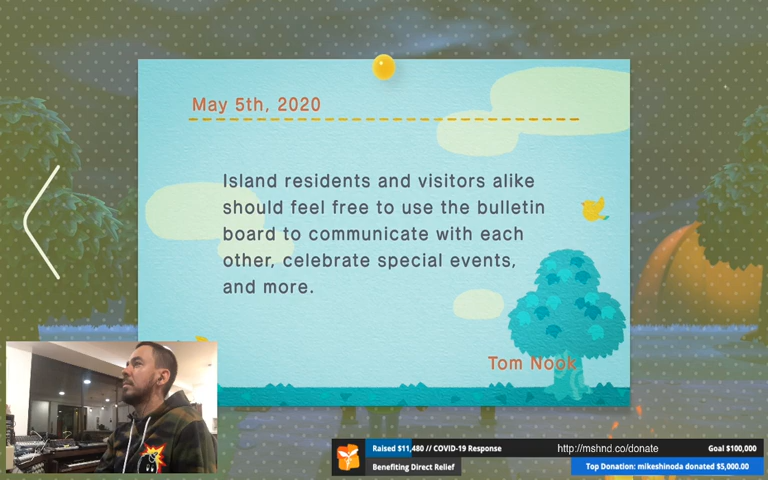 May 5th, 2020
Island residents and visitors alike
should feel free to use the bulletin
board to communicate with each
other, celebrate special events,
and more.
Tom Nook
Raised $11,480 // COVID-19 Response
http://mshnd.co/donate
Goal $100,000
Benefiting Direct Relief
Top Donation: mikeshinoda donated $5,000.00